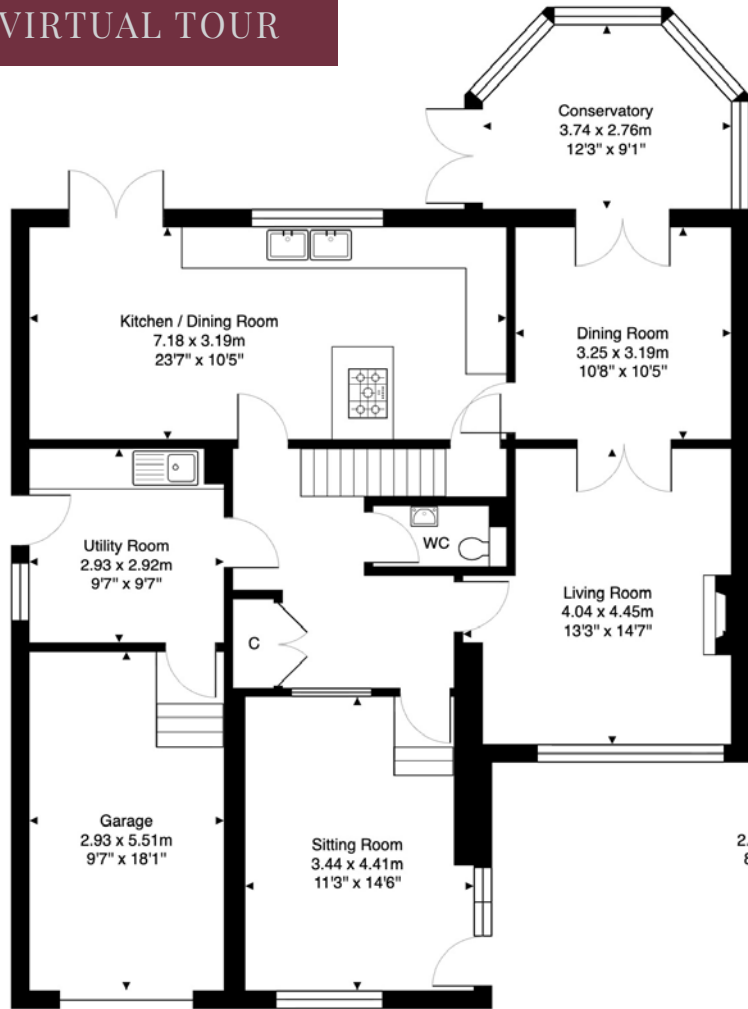 VIRTUAL TOUR
Conservatory
3.74 x 2.76m
12'3" x 9'1"
Kitchen / Dining Room
7.18 x 3.19m
23'7" x 10'5"
Dining Room
3.25 x 3.19m
10'8" x 10'5"
Utility Room
2.93 x 2.92m
9'7" x 9'7"
WC
Living Room
4.04 x 4.45m
13'3" x 14'7"
C
Garage
2.93 x 5.51m
9'7" x 18'1"
Sitting Room
3.44 x 4.41m
11'3" x 14'6"
2.
8